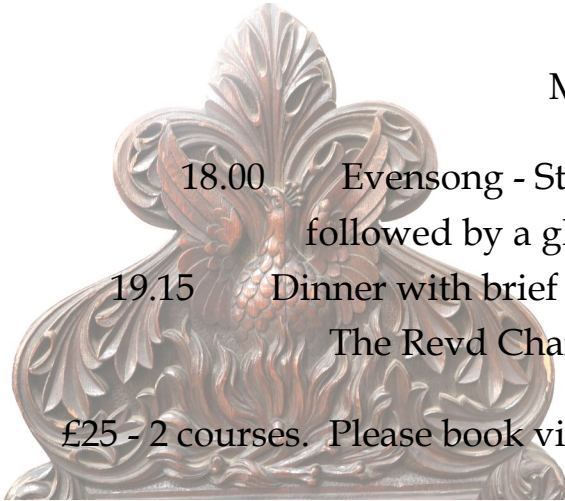 M
18.00 Evensong - St
followed by a gl
19.15 Dinner with brief
The Revd Char
£25 - 2 courses. Please book vi